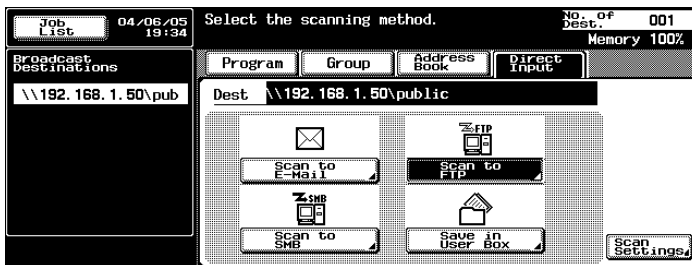 Job
List
04/06/05
19:34
Select the scanning method.
No. of
Dest.
001
Memory 100%
Broadcast
Destinations
\\192.168.1.50\pub
Program
Group
Address
Book
Direct
Input
Dest \\192.168.1.50\public
Scan to
E-Mail
FTP
Scan to
FTP
SMB
Scan to
SMB
Save in
User Box
Scan
Settings